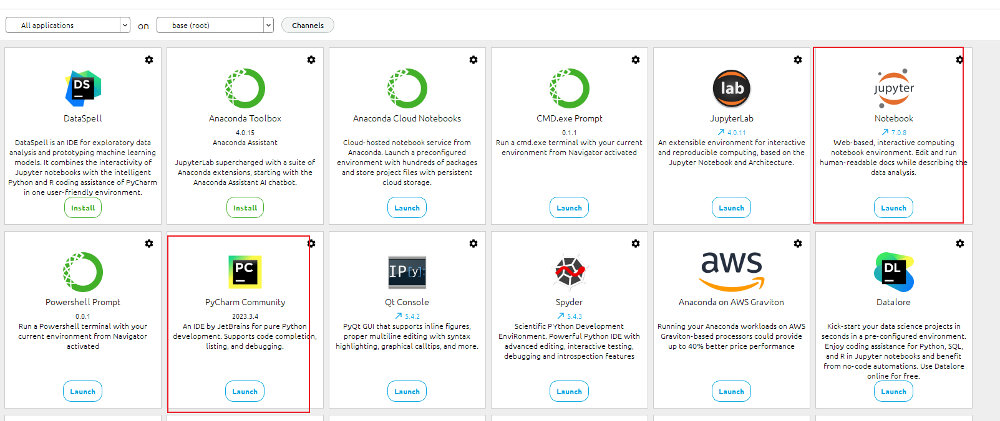 All applications on base (root) Channels
DS
DataSpell
DataSpell is an IDE for exploratory data
analysis and prototyping machine learning
models. It combines the interactivity of
Jupyter notebooks with the intelligent
Python and R coding assistance of PyCharm
in one user-friendly environment.
Install
Anaconda Toolbox
4.0.15
Anaconda Assistant
JupyterLab supercharged with a suite of
Anaconda extensions, starting with the
Anaconda Assistant AI chatbot.
Install
Anaconda Cloud Notebooks
Cloud-hosted notebook service from
Anaconda. Launch a preconfigured
environment with hundreds of packages
and store project files with persistent
cloud storage.
Launch
CMD.exe Prompt
0.1.1
Run a cmd.exe terminal with your current
environment from Navigator activated
Launch
lab
JupyterLab
4.0.11
An extensible environment for interactive
and reproducible computing, based on the
Jupyter Notebook and Architecture.
Launch
jupyter
Notebook
7.0.8
Web-based, interactive computing
notebook environment. Edit and run
human-readable docs while describing the
data analysis.
Launch
Powershell Prompt
0.0.1
Run a Powershell terminal with your
current environment from Navigator
activated
Launch
PC
PyCharm Community
2023.3.4
An IDE by JetBrains for pure Python
development. Supports code completion,
listing, and debugging.
Launch
IP[y]:
Qt Console
5.4.2
PyQt GUI that supports inline figures,
proper multiline editing with syntax
highlighting, graphical calltips, and more.
Launch
Spyder
5.4.3
Scientific PYthon Development
EnviRonment. Powerful Python IDE with
advanced editing, interactive testing,
debugging and introspection features
Launch
aws
Anaconda on AWS Graviton
Running your Anaconda workloads on AWS
Graviton-based processors could provide
up to 40% better price performance
Launch
DL
Datalore
Kick-start your data science projects in
seconds in a pre-configured environment.
Enjoy coding assistance for Python, SQL,
and R in Jupyter notebooks and benefit
from no-code automations. Use Datalore
online for free.
Launch